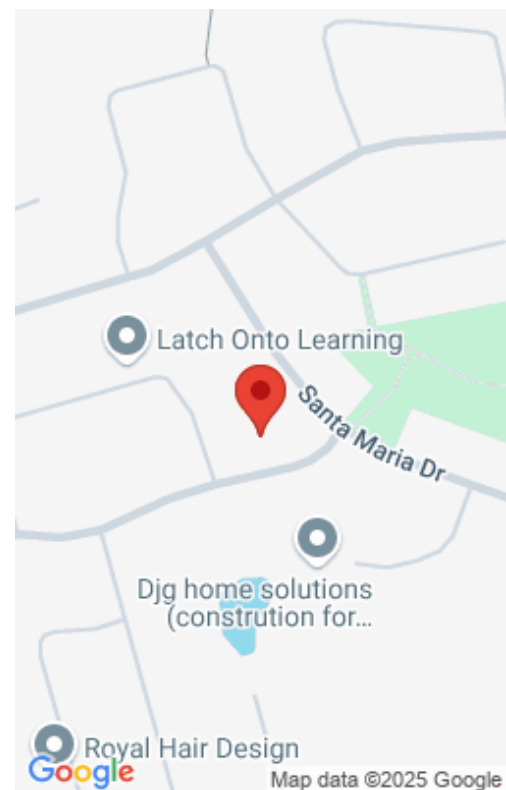 Latch Onto Learning
Santa Maria Dr
Djg home solutions
(constrution for...
Royal Hair Design
Google
Map data ©2025 Google